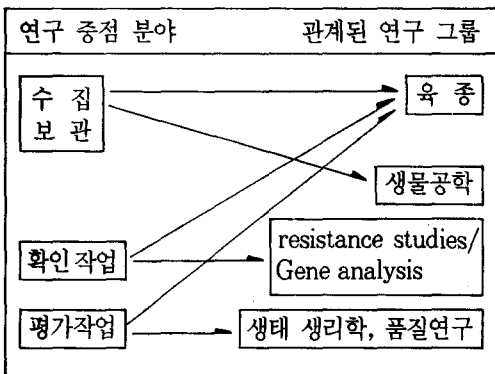 연구 중점 분야 관계된 연구 그룹
수 집
보 관
육 종
생물공학
확인작업
resistance studies/
Gene analysis
평가작업
생태 생리학, 품질연구